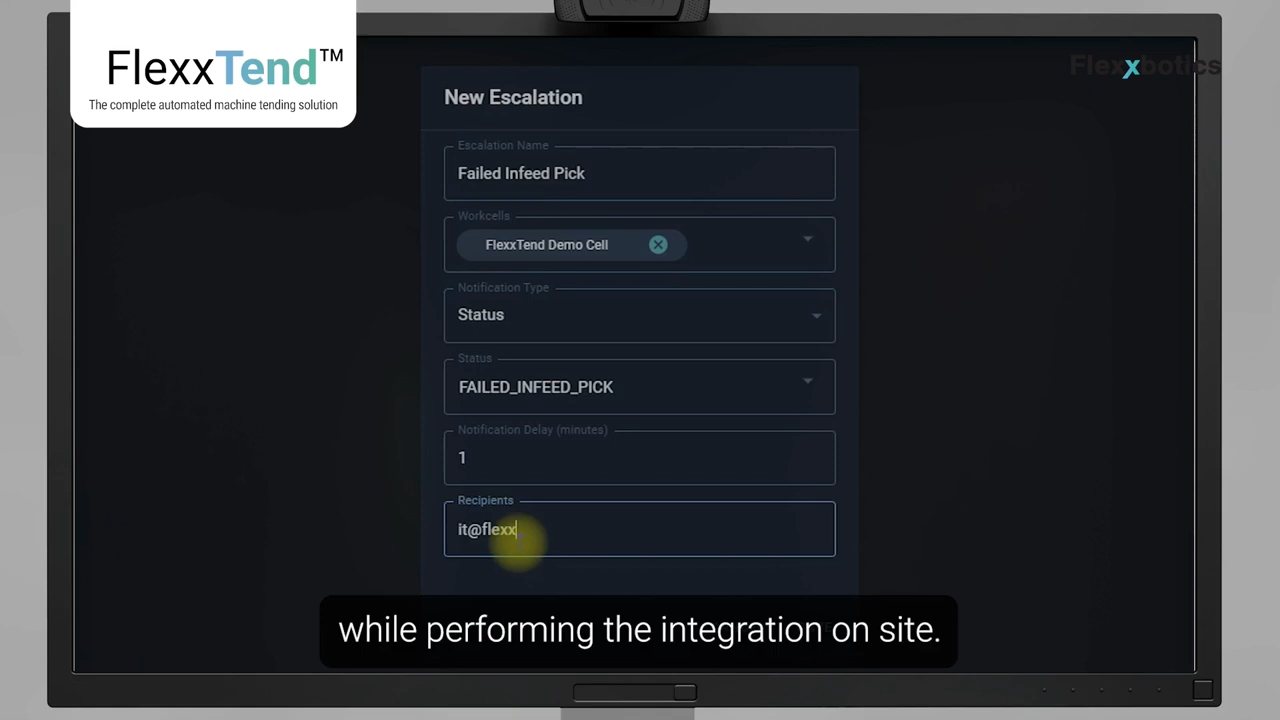 FlexxTend™
The complete automated machine tending solution
Flexxbotics
New Escalation
Escalation Name
Failed Infeed Pick
Workcells
FlexxTend Demo Cell
Notification Type
Status
Status
FAILED_INFEED_PICK
Notification Delay (minutes)
1
Recipients
it@flexx
while performing the integration on site.